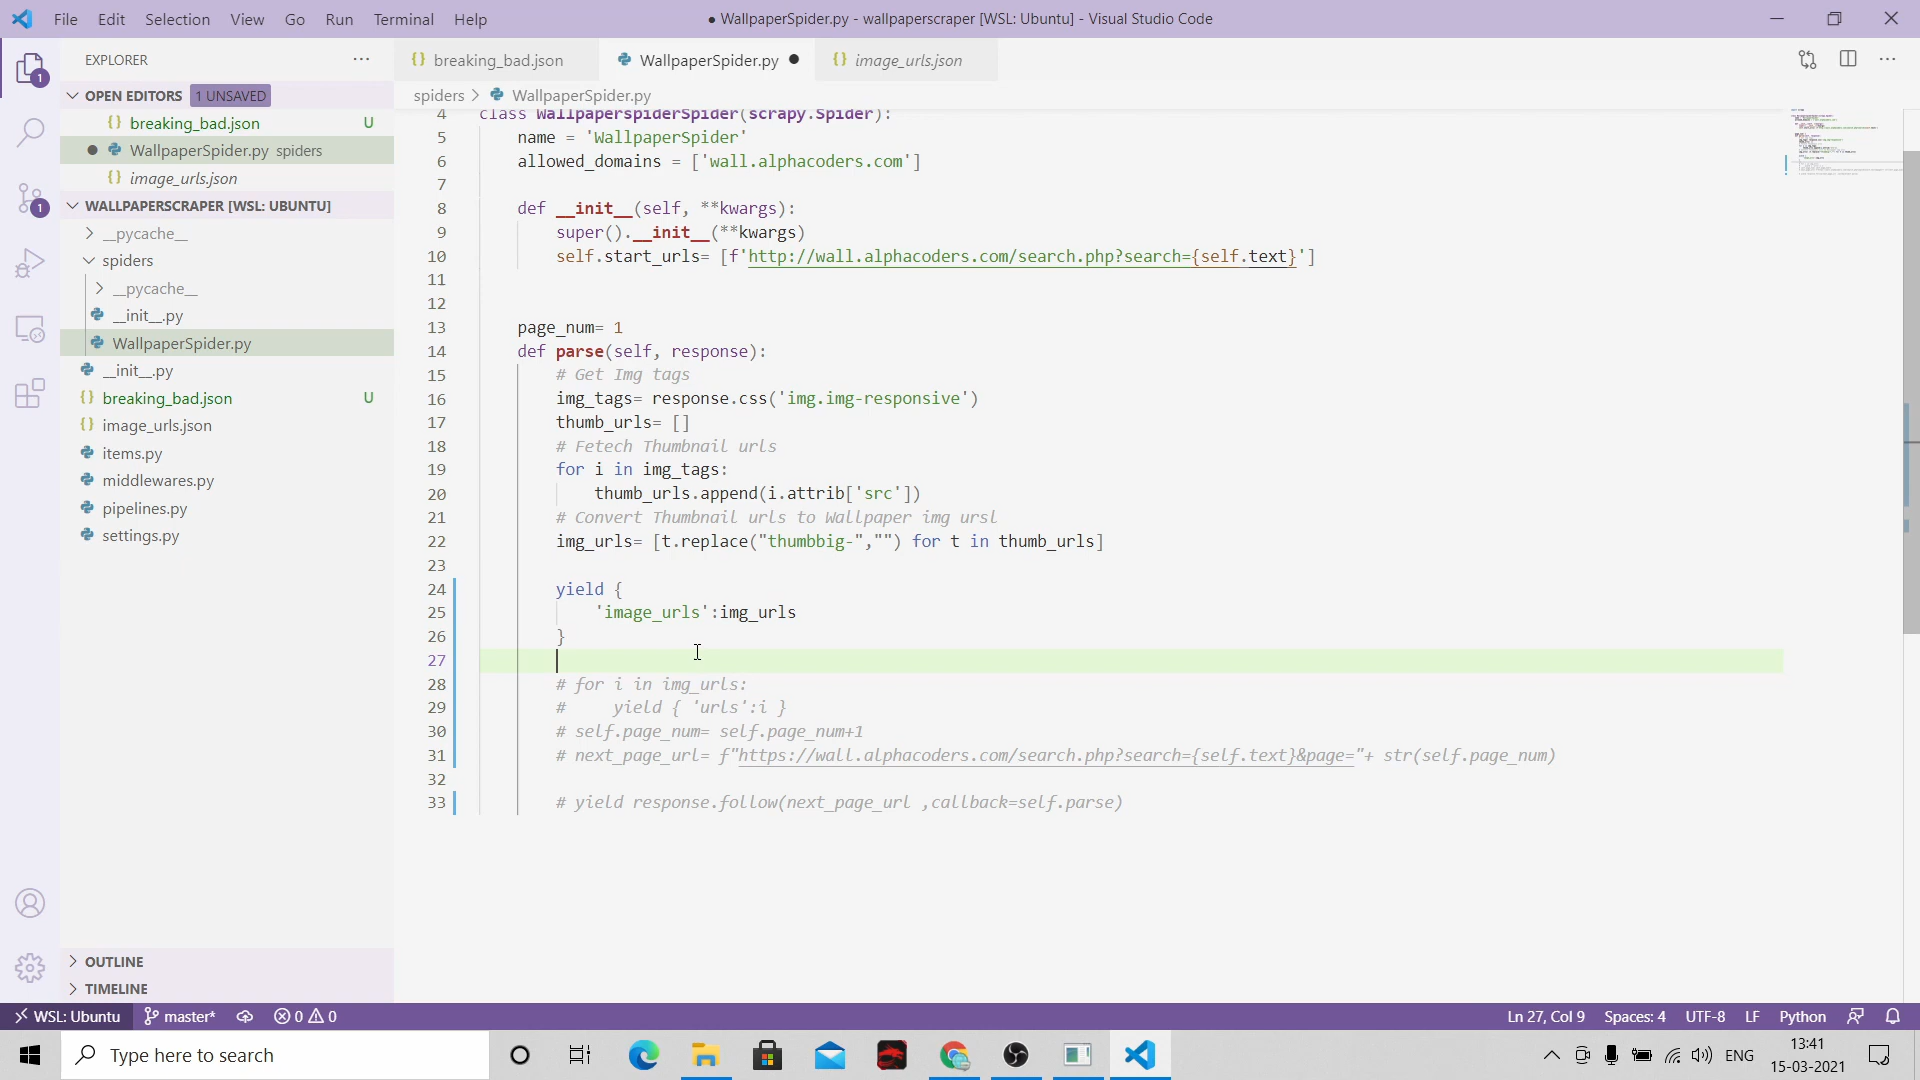 File Edit Selection View Go Run Terminal Help
● WallpaperSpider.py - wallpaperscraper [WSL: Ubuntu] - Visual Studio Code
EXPLORER
OPEN EDITORS 1 UNSAVED
breaking_bad.json U
WallpaperSpider.py spiders
image_urls.json
WALLPAPERSCRAPER [WSL: UBUNTU]
__pycache__
spiders
__pycache__
__init__.py
WallpaperSpider.py
__init__.py
breaking_bad.json U
image_urls.json
items.py
middlewares.py
pipelines.py
settings.py
OUTLINE
TIMELINE
1
1
breaking_bad.json
WallpaperSpider.py
image_urls.json
spiders > WallpaperSpider.py
4 class WallpaperspiderSpider(scrapy.Spider):
5 name = 'WallpaperSpider'
6 allowed_domains = ['wall.alphacoders.com']
7
8 def __init__(self, **kwargs):
9 super().__init__(**kwargs)
10 self.start_urls= [f'http://wall.alphacoders.com/search.php?search={self.text}']
11
12
13 page_num= 1
14 def parse(self, response):
15 # Get Img tags
16 img_tags= response.css('img.img-responsive')
17 thumb_urls= []
18 # Fetech Thumbnail urls
19 for i in img_tags:
20 thumb_urls.append(i.attrib['src'])
21 # Convert Thumbnail urls to Wallpaper img ursl
22 img_urls= [t.replace("thumbbig-","") for t in thumb_urls]
23
24 yield {
25 'image_urls':img_urls
26 }
27
28 # for i in img_urls:
29 # yield { 'urls':i }
30 # self.page_num= self.page_num+1
31 # next_page_url= f"https://wall.alphacoders.com/search.php?search={self.text}&page="+ str(self.page_num)
32
33 # yield response.follow(next_page_url ,callback=self.parse)
WSL: Ubuntu master* 0 0 Ln 27, Col 9 Spaces: 4 UTF-8 LF Python
Type here to search
ENG
13:41
15-03-2021